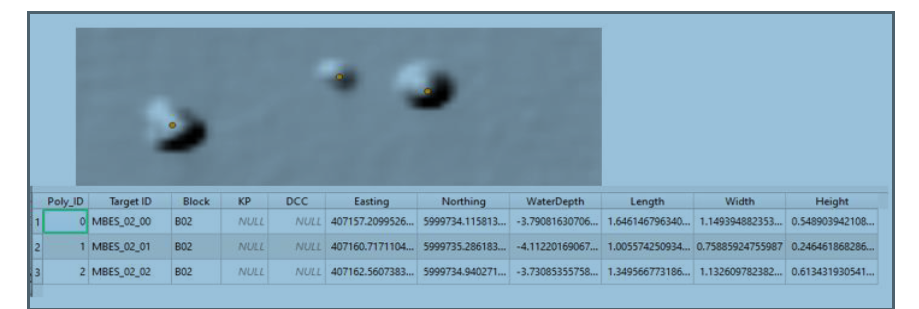 Poly_ID Target ID Block KP DCC Easting Northing WaterDepth Length Width Height
1 0 MBES_02_00 B02 NULL NULL 407157.2099526... 5999734.115813... -3.79081630706... 1.646146796340... 1.149394882353... 0.548903942108...
2 1 MBES_02_01 B02 NULL NULL 407160.7171104... 5999735.286183... -4.11220169067... 1.005574250934... 0.75885924755987 0.246461868286...
3 2 MBES_02_02 B02 NULL NULL 407162.5607383... 5999734.940271... -3.73085355758... 1.349566773186... 1.132609782382... 0.613431930541...